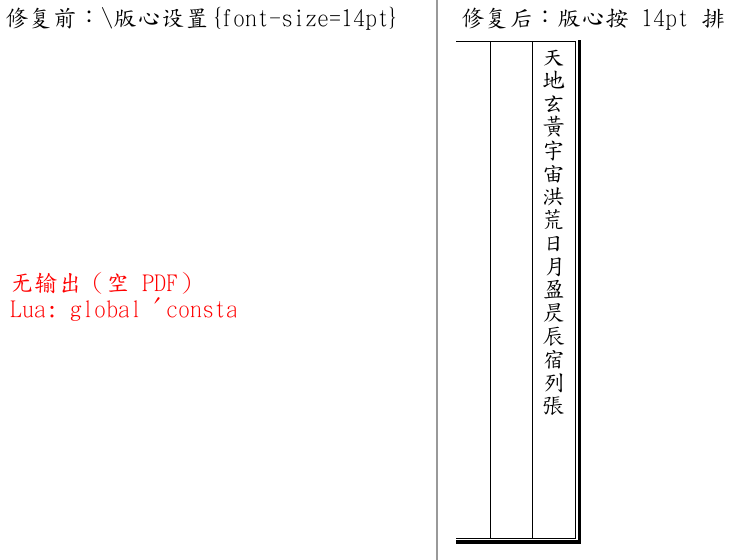 修复前：\版心设置{font-size=14pt}
无输出（空 PDF）
Lua: global ´consta
修复后：版心按 14pt 排
天地玄黃宇宙洪荒日月盈昃辰宿列張